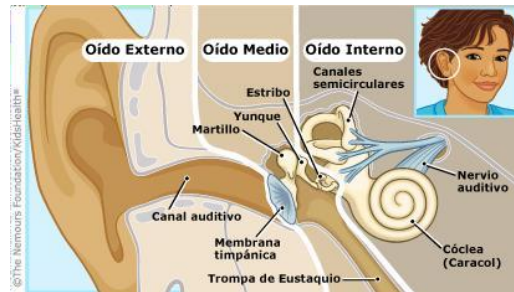 Oído Externo
Oído Medio
Oído Interno
Canales
semicirculares
Estribo
Yunque
Martillo
Nervio
auditivo
Canal auditivo
Membrana
timpánica
Cóclea
(Caracol)
Trompa de Eustaquio
©The Nemours Foundation/KidsHealth®